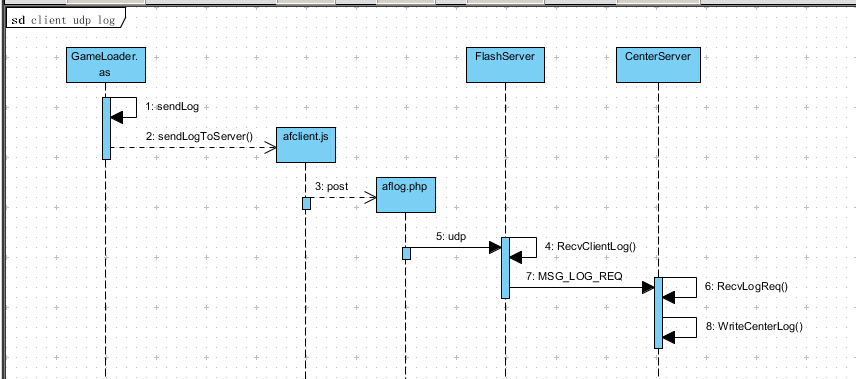 sd client udp log
GameLoader.
as
FlashServer
CenterServer
1: sendLog
2: sendLogToServer()
afclient.js
3: post
aflog.php
5: udp
4: RecvClientLog()
7: MSG_LOG_REQ
6: RecvLogReq()
8: WriteCenterLog()